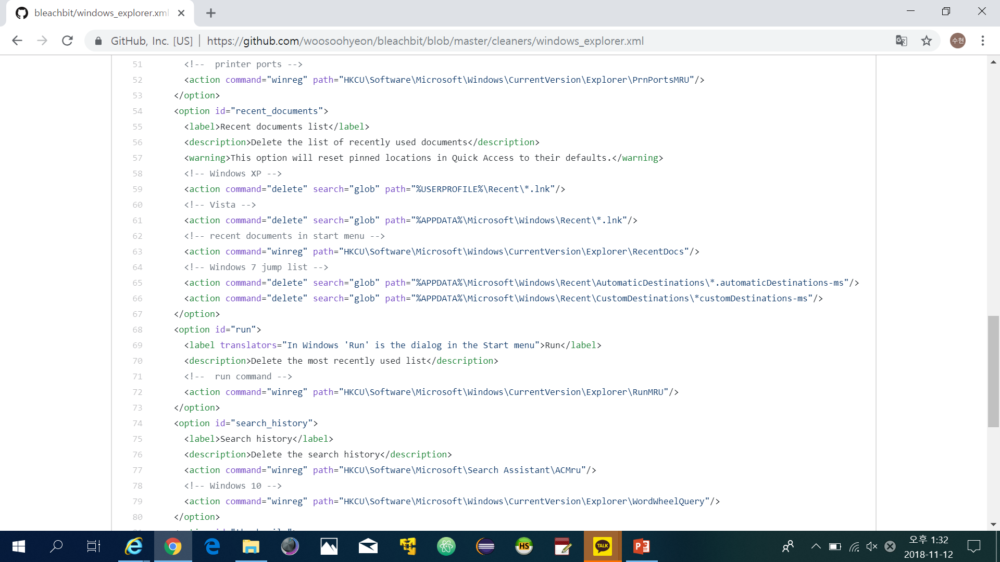 bleachbit/windows_explorer.xml
GitHub, Inc. [US] | https://github.com/woosoohyeon/bleachbit/blob/master/cleaners/windows_explorer.xml
수현
51 <!--  printer ports -->
52 <action command="winreg" path="HKCU\Software\Microsoft\Windows\CurrentVersion\Explorer\PrnPortsMRU"/>
53 </option>
54 <option id="recent_documents">
55 <label>Recent documents list</label>
56 <description>Delete the list of recently used documents</description>
57 <warning>This option will reset pinned locations in Quick Access to their defaults.</warning>
58 <!-- Windows XP -->
59 <action command="delete" search="glob" path="%USERPROFILE%\Recent\*.lnk"/>
60 <!-- Vista -->
61 <action command="delete" search="glob" path="%APPDATA%\Microsoft\Windows\Recent\*.lnk"/>
62 <!-- recent documents in start menu -->
63 <action command="winreg" path="HKCU\Software\Microsoft\Windows\CurrentVersion\Explorer\RecentDocs"/>
64 <!-- Windows 7 jump list -->
65 <action command="delete" search="glob" path="%APPDATA%\Microsoft\Windows\Recent\AutomaticDestinations\*.automaticDestinations-ms"/>
66 <action command="delete" search="glob" path="%APPDATA%\Microsoft\Windows\Recent\CustomDestinations\*customDestinations-ms"/>
67 </option>
68 <option id="run">
69 <label translators="In Windows 'Run' is the dialog in the Start menu">Run</label>
70 <description>Delete the most recently used list</description>
71 <!--  run command -->
72 <action command="winreg" path="HKCU\Software\Microsoft\Windows\CurrentVersion\Explorer\RunMRU"/>
73 </option>
74 <option id="search_history">
75 <label>Search history</label>
76 <description>Delete the search history</description>
77 <action command="winreg" path="HKCU\Software\Microsoft\Search Assistant\ACMru"/>
78 <!-- Windows 10 -->
79 <action command="winreg" path="HKCU\Software\Microsoft\Windows\CurrentVersion\Explorer\WordWheelQuery"/>
80 </option>
HS
TALK
오후 1:32
2018-11-12